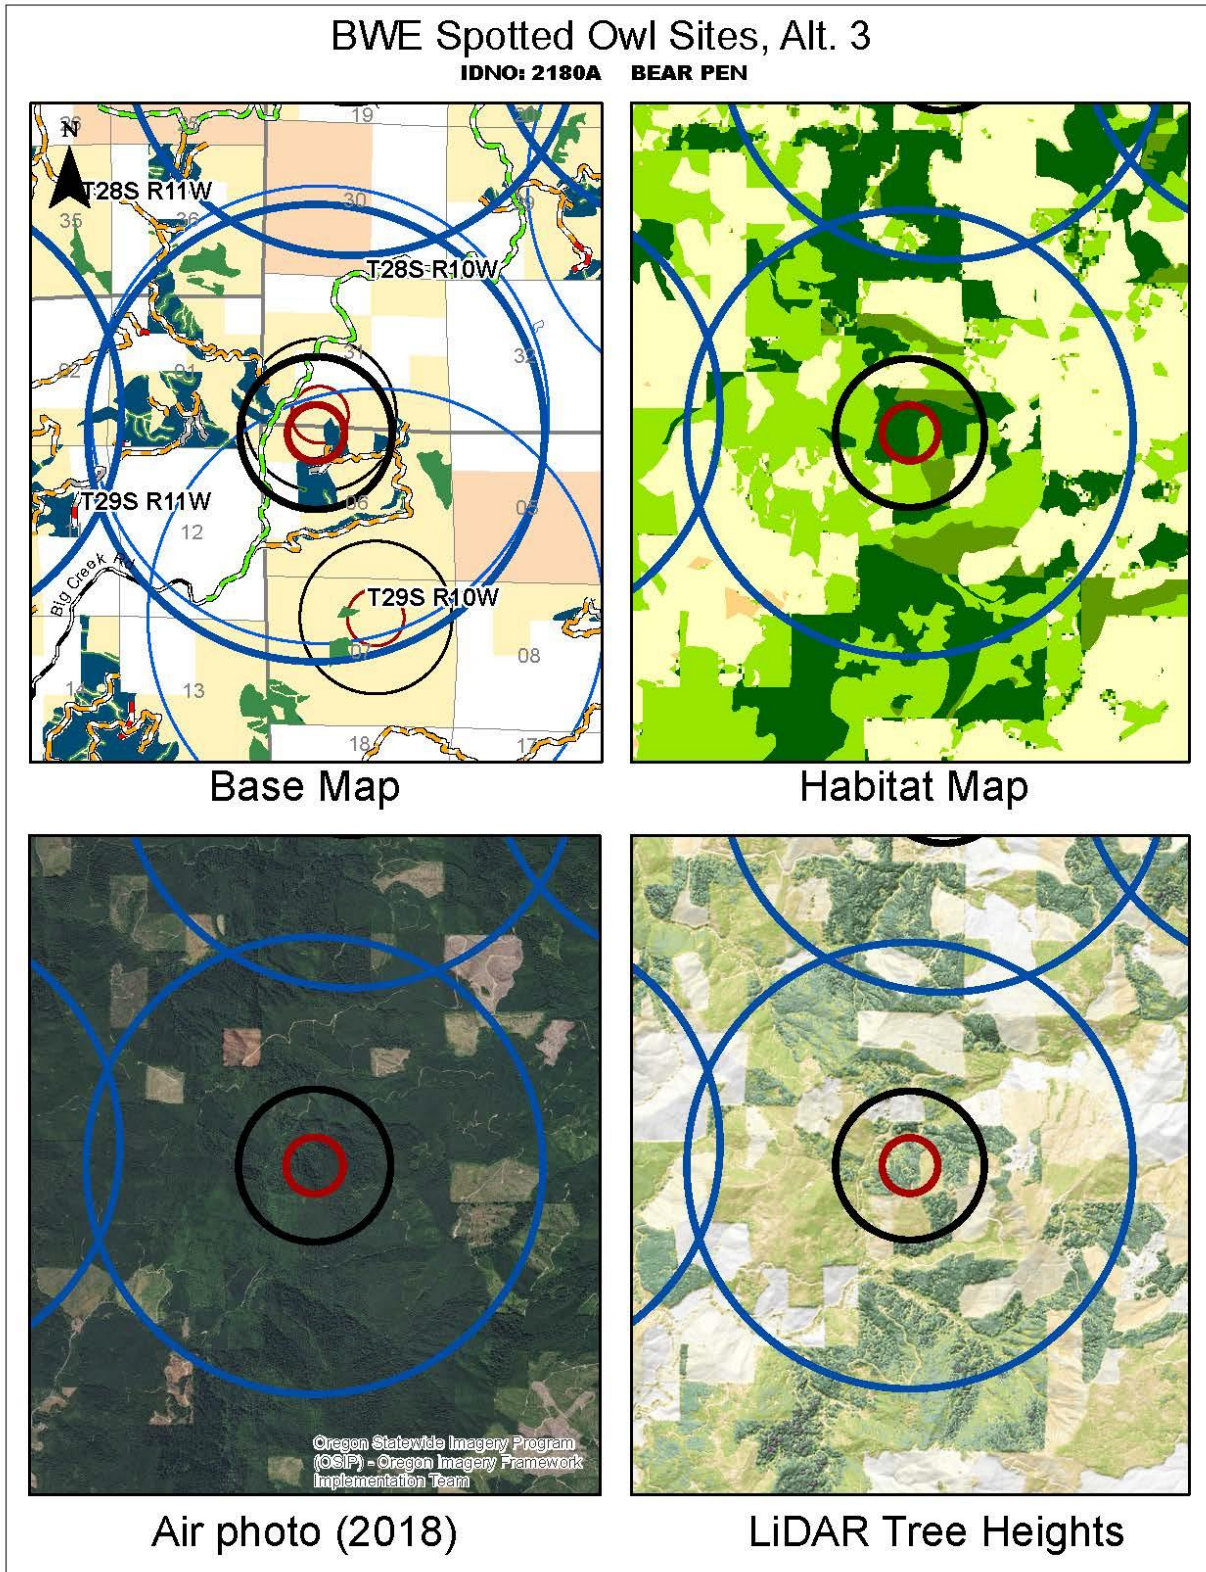 BWE Spotted Owl Sites, Alt. 3
IDNO: 2180A BEAR PEN
N
19
20
T28S R11W
35
36
30
29
T28S R10W
31
32
02
01
T29S R11W
11
12
06
05
Big Creek Rd
T29S R10W
07
08
14
13
18
17
Base Map
Habitat Map
Oregon Statewide Imagery Program
(OSIP) - Oregon Imagery Framework
Implementation Team
Air photo (2018)
LiDAR Tree Heights